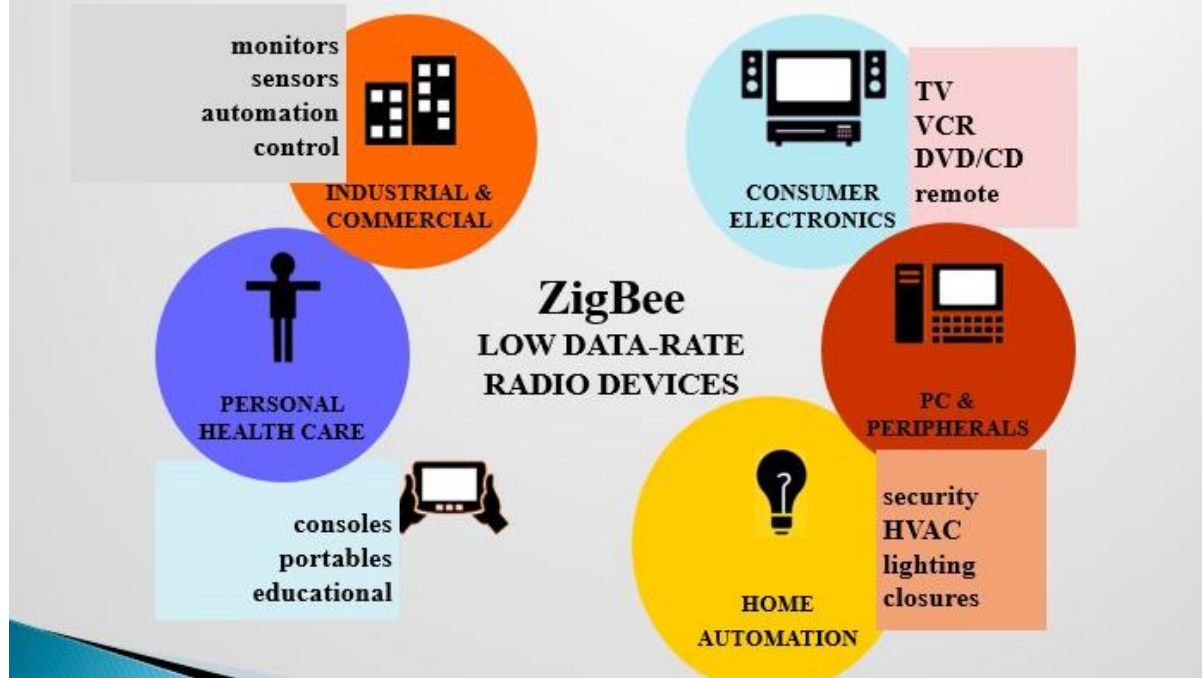 monitors
sensors
automation
control
INDUSTRIAL &
COMMERCIAL
CONSUMER
ELECTRONICS
TV
VCR
DVD/CD
remote
ZigBee
LOW DATA-RATE
RADIO DEVICES
PERSONAL
HEALTH CARE
PC &
PERIPHERALS
consoles
portables
educational
HOME
AUTOMATION
security
HVAC
lighting
closures